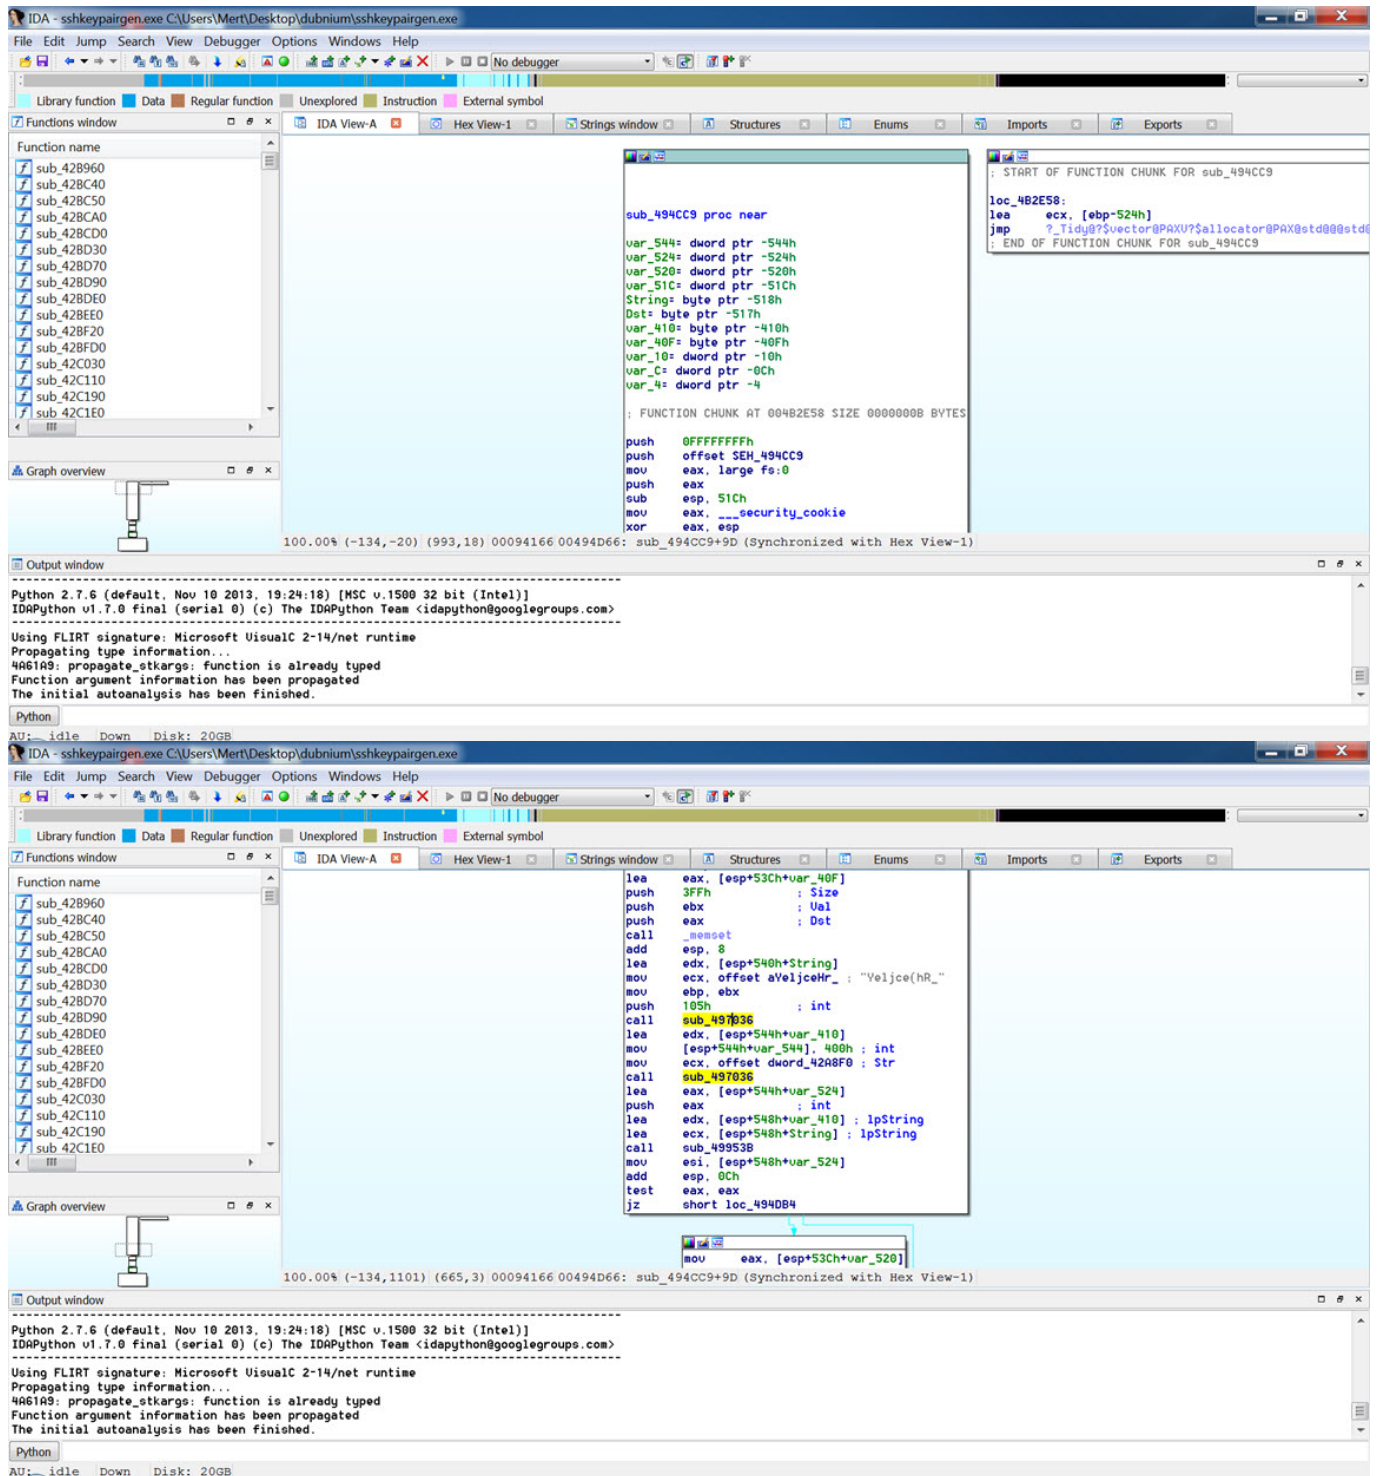 IDA - sshkeypairgen.exe C:\Users\Mert\Desktop\dubnium\sshkeypairgen.exe
File Edit Jump Search View Debugger Options Windows Help
No debugger
Library function Data Regular function Unexplored Instruction External symbol
Functions window
IDA View-A Hex View-1 Strings window Structures Enums Imports Exports
Function name
sub_42B960
sub_42BC40
sub_42BC50
sub_42BCA0
sub_42BCD0
sub_42BD30
sub_42BD70
sub_42BD90
sub_42BDE0
sub_42BEE0
sub_42BF20
sub_42BFD0
sub_42C030
sub_42C110
sub_42C190
sub_42C1E0
Graph overview
sub_494CC9 proc near
var_544= dword ptr -544h
var_524= dword ptr -524h
var_520= dword ptr -520h
var_51C= dword ptr -51Ch
String= byte ptr -518h
Dst= byte ptr -517h
var_410= byte ptr -410h
var_40F= byte ptr -40Fh
var_10= dword ptr -10h
var_C= dword ptr -0Ch
var_4= dword ptr -4
; FUNCTION CHUNK AT 004B2E58 SIZE 0000000B BYTES
push 0FFFFFFFFh
push offset SEH_494CC9
mov eax, large fs:0
push eax
sub esp, 51Ch
mov eax, ___security_cookie
xor eax, esp
; START OF FUNCTION CHUNK FOR sub_494CC9
loc_4B2E58:
lea ecx, [ebp-524h]
jmp ?_Tidy@?$vector@PAXV?$allocator@PAX@std@@@std@
; END OF FUNCTION CHUNK FOR sub_494CC9
100.00% (-134,-20) (993,18) 00094166 00494D66: sub_494CC9+9D (Synchronized with Hex View-1)
Output window
Python 2.7.6 (default, Nov 10 2013, 19:24:18) [MSC v.1500 32 bit (Intel)]
IDAPython v1.7.0 final (serial 0) (c) The IDAPython Team <idapython@googlegroups.com>
Using FLIRT signature: Microsoft VisualC 2-14/net runtime
Propagating type information...
4A61A9: propagate_stkargs: function is already typed
Function argument information has been propagated
The initial autoanalysis has been finished.
Python
AU: idle Down Disk: 20GB
IDA - sshkeypairgen.exe C:\Users\Mert\Desktop\dubnium\sshkeypairgen.exe
File Edit Jump Search View Debugger Options Windows Help
No debugger
Library function Data Regular function Unexplored Instruction External symbol
Functions window
IDA View-A Hex View-1 Strings window Structures Enums Imports Exports
Function name
sub_42B960
sub_42BC40
sub_42BC50
sub_42BCA0
sub_42BCD0
sub_42BD30
sub_42BD70
sub_42BD90
sub_42BDE0
sub_42BEE0
sub_42BF20
sub_42BFD0
sub_42C030
sub_42C110
sub_42C190
sub_42C1E0
Graph overview
lea eax, [esp+53Ch+var_40F]
push 3FFh ; Size
push ebx ; Val
push eax ; Dst
call _memset
add esp, 8
lea edx, [esp+540h+String]
mov ecx, offset aYeljceHr_ ; "Yeljce(hR_"
mov ebp, ebx
push 105h ; int
call sub_497036
lea edx, [esp+544h+var_410]
mov [esp+544h+var_544], 400h ; int
mov ecx, offset dword_42A8F0 ; Str
call sub_497036
lea eax, [esp+544h+var_524]
push eax ; int
lea edx, [esp+548h+var_410] ; lpString
lea ecx, [esp+548h+String] ; lpString
call sub_49953B
mov esi, [esp+548h+var_524]
add esp, 0Ch
test eax, eax
jz short loc_494DB4
mov eax, [esp+53Ch+var_520]
100.00% (-134,1101) (665,3) 00094166 00494D66: sub_494CC9+9D (Synchronized with Hex View-1)
Output window
Python 2.7.6 (default, Nov 10 2013, 19:24:18) [MSC v.1500 32 bit (Intel)]
IDAPython v1.7.0 final (serial 0) (c) The IDAPython Team <idapython@googlegroups.com>
Using FLIRT signature: Microsoft VisualC 2-14/net runtime
Propagating type information...
4A61A9: propagate_stkargs: function is already typed
Function argument information has been propagated
The initial autoanalysis has been finished.
Python
AU: idle Down Disk: 20GB